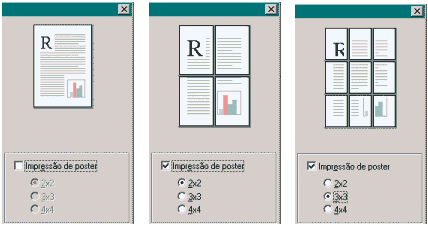 R
Impressão de poster
2x2
3x3
4x4
R
Impressão de poster
2x2
3x3
4x4
R
Impressão de poster
2x2
3x3
4x4